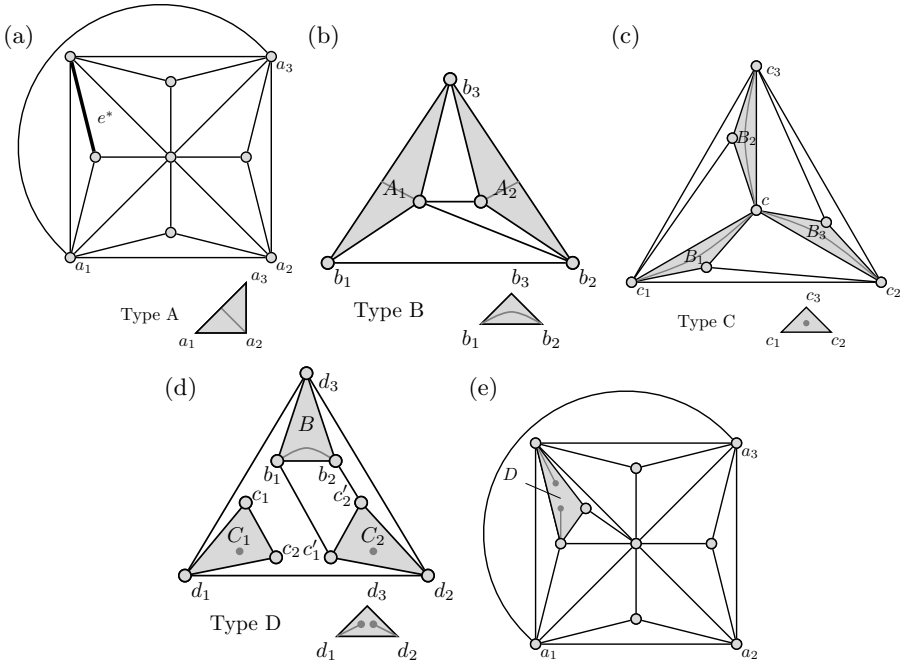 (a)
a₃
e*
a₁
a₂
Type A
a₃
a₁
a₂
(b)
b₃
A₁
A₂
b₁
b₂
Type B
b₃
b₁
b₂
(c)
c₃
B₂
c
B₃
B₁
c₁
c₂
Type C
c₃
c₁
c₂
(d)
d₃
B
b₁
b₂
c₁
c′₂
C₁
C₂
c₂
c′₁
d₁
d₂
Type D
d₃
d₁
d₂
(e)
a₃
D
a₁
a₂